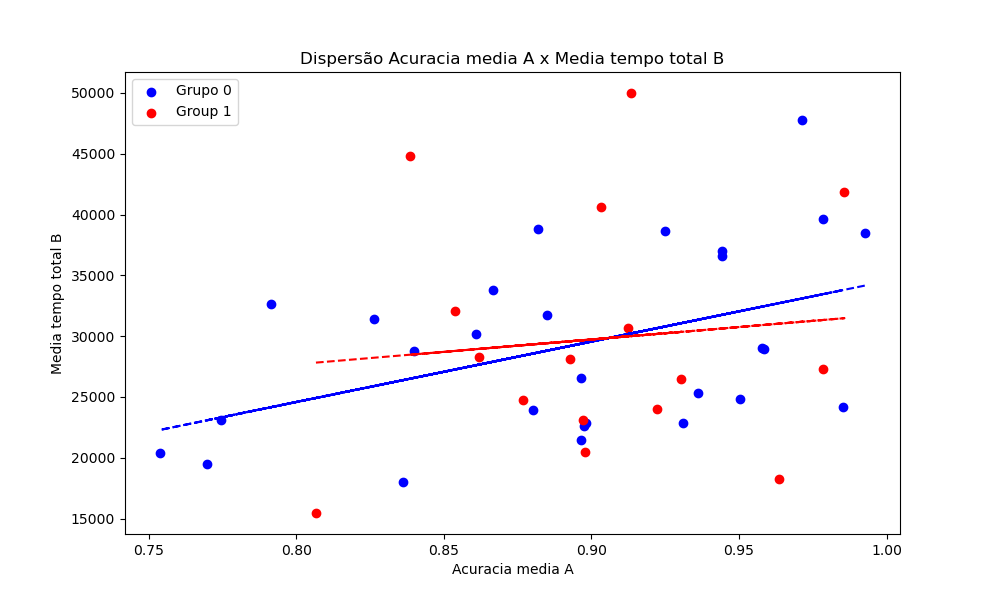 Dispersão Acuracia media A x Media tempo total B
Grupo 0
Group 1
50000
45000
40000
35000
30000
25000
20000
15000
Media tempo total B
0.75 0.80 0.85 0.90 0.95 1.00
Acuracia media A